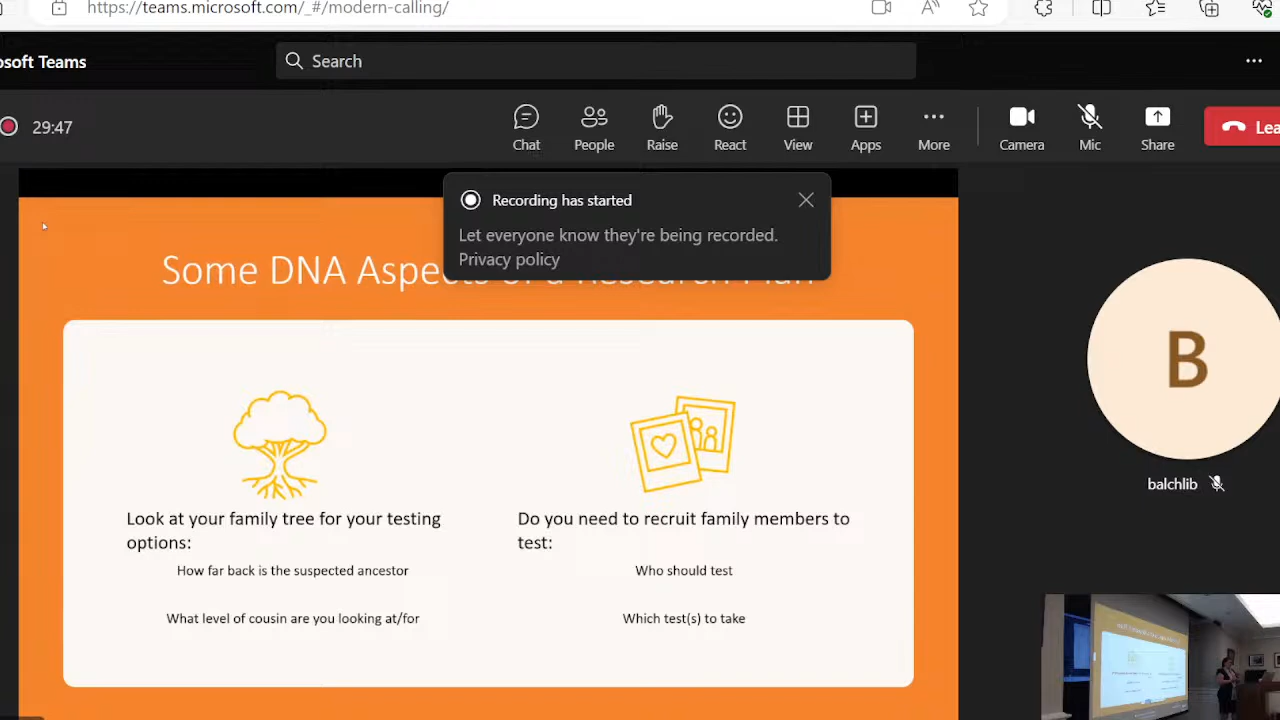 https://teams.microsoft.com/_#/modern-calling/
osoft Teams
Search
29:47
Chat
People
Raise
React
View
Apps
More
Camera
Mic
Share
Lea
Recording has started
Let everyone know they're being recorded.
Privacy policy
Some DNA Aspects of a Research Plan
B
balchlib
Look at your family tree for your testing
options:
How far back is the suspected ancestor
What level of cousin are you looking at/for
Do you need to recruit family members to
test:
Who should test
Which test(s) to take